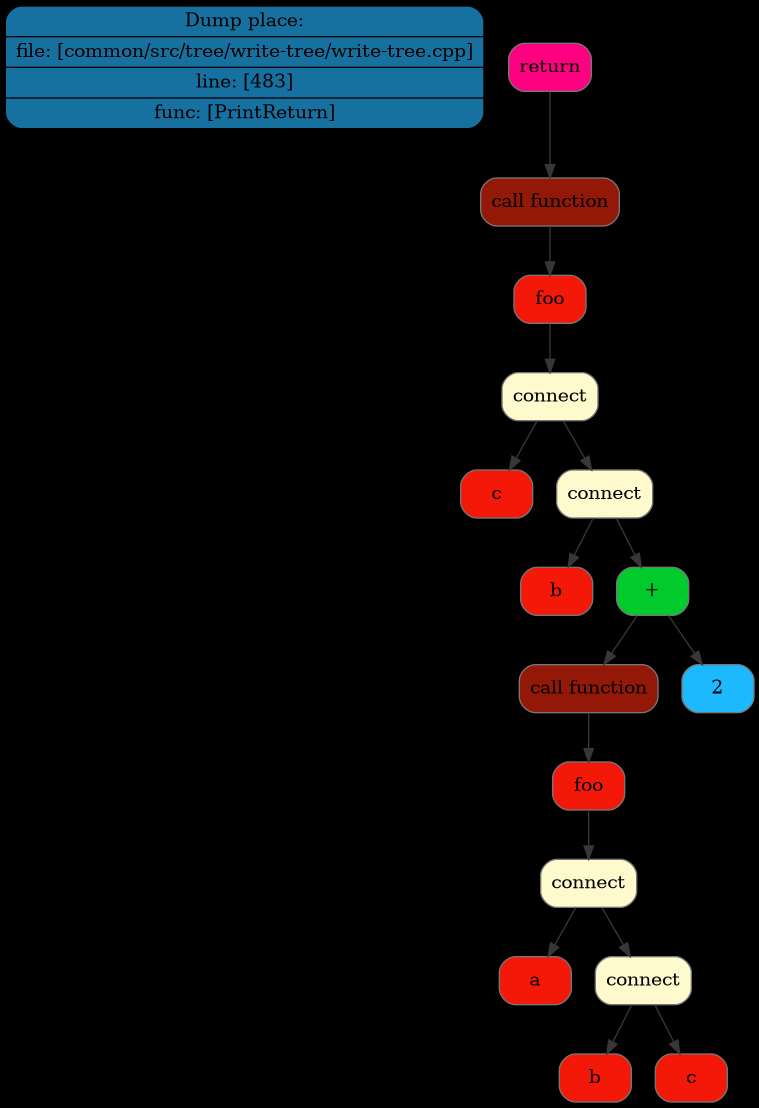 Dump place:
file: [common/src/tree/write-tree/write-tree.cpp]
line: [483]
func: [PrintReturn]
return
call function
foo
connect
c
connect
b
+
call function
2
foo
connect
a
connect
b
c